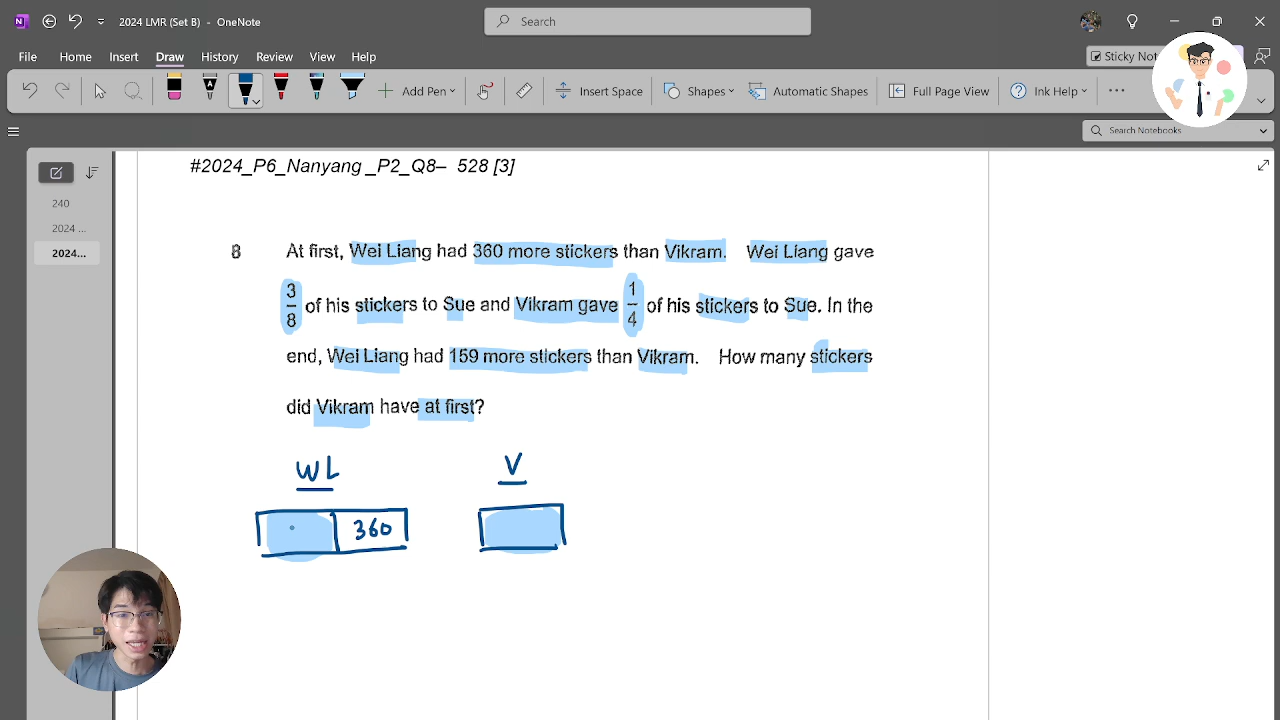 2024 LMR (Set B) - OneNote
Search
File Home Insert Draw History Review View Help
Sticky Not
Add Pen Insert Space Shapes Automatic Shapes Full Page View Ink Help
Search Notebooks
240
2024 ...
2024...
#2024_P6_Nanyang _P2_Q8– 528 [3]
8 At first, Wei Liang had 360 more stickers than Vikram. Wei Liang gave
3/8 of his stickers to Sue and Vikram gave 1/4 of his stickers to Sue. In the
end, Wei Liang had 159 more stickers than Vikram. How many stickers
did Vikram have at first?
WL V
360